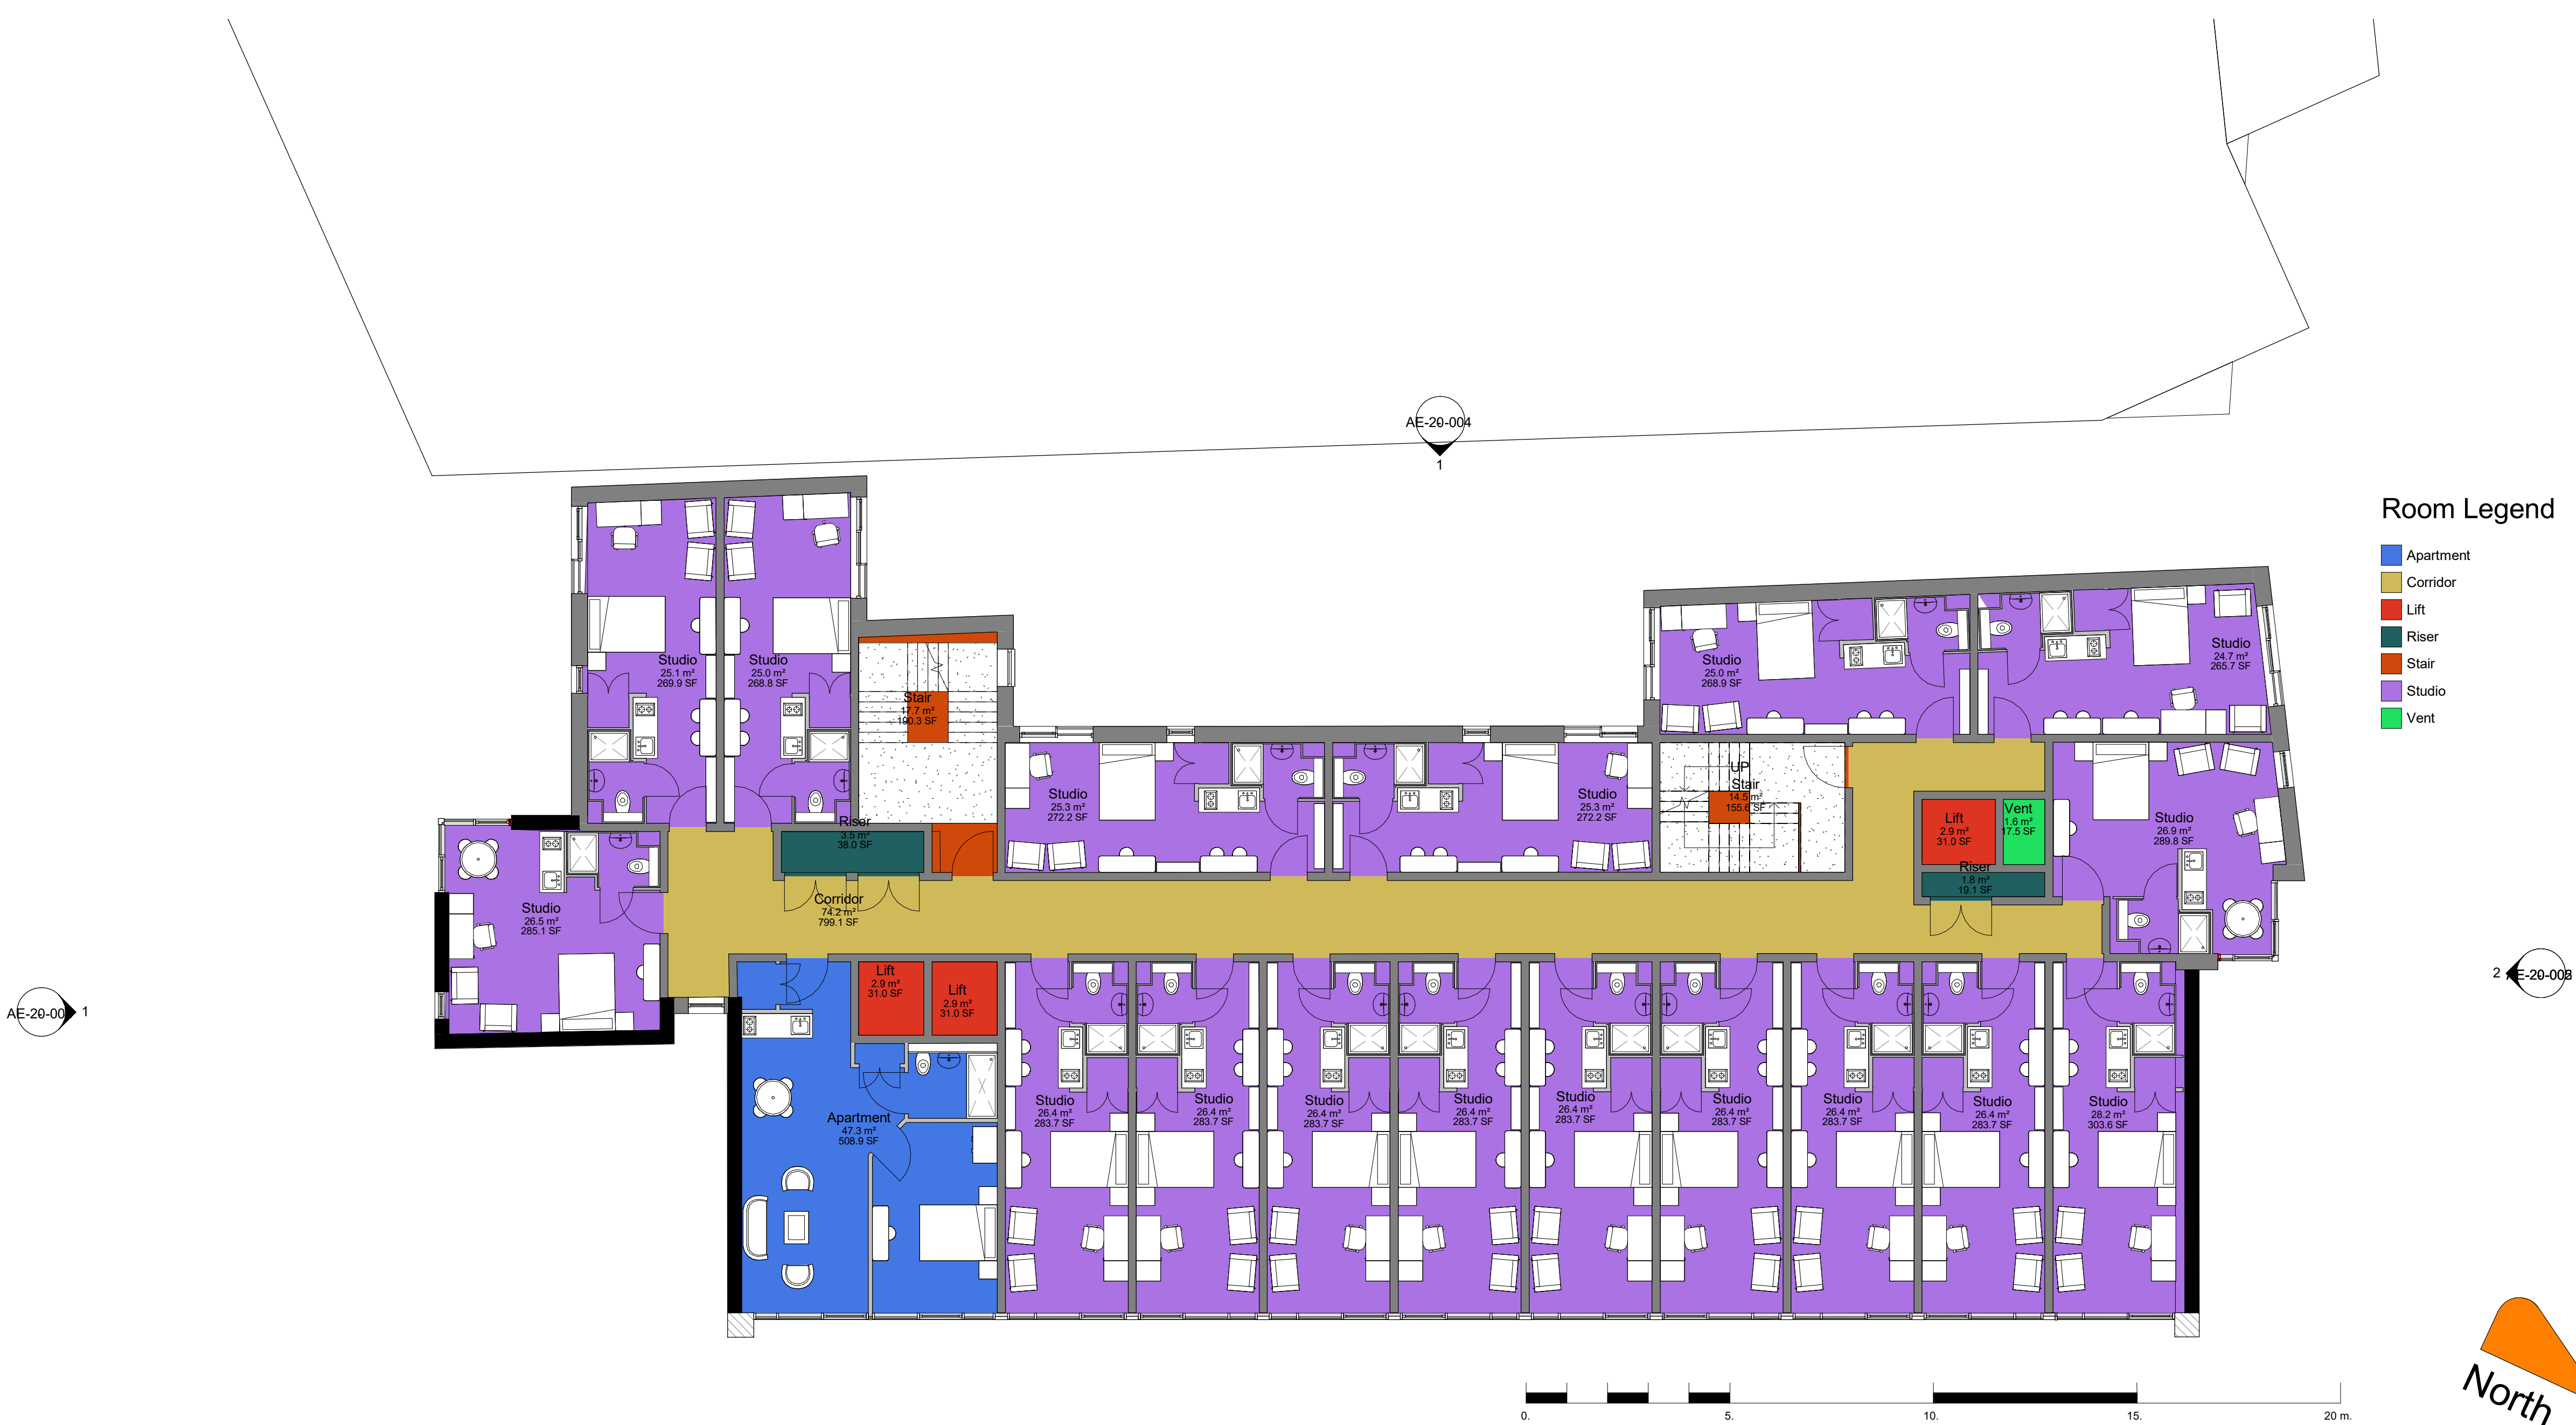 AE-20-004
1
Room Legend
Apartment
Corridor
Lift
Riser
Stair
Studio
Vent
Studio
25.1 m²
269.9 SF
Studio
25.0 m²
268.8 SF
Stair
17.7 m²
190.3 SF
Studio
25.0 m²
268.9 SF
Studio
24.7 m²
265.7 SF
Studio
25.3 m²
272.2 SF
Studio
25.3 m²
272.2 SF
UP
Stair
14.5 m²
155.6 SF
Riser
3.5 m²
38.0 SF
Lift
2.9 m²
31.0 SF
Vent
1.6 m²
17.5 SF
Studio
26.9 m²
289.8 SF
Riser
1.8 m²
19.1 SF
Studio
26.5 m²
285.1 SF
Corridor
74.2 m²
799.1 SF
Lift
2.9 m²
31.0 SF
Lift
2.9 m²
31.0 SF
AE-20-00
1
2
Apartment
47.3 m²
508.9 SF
Studio
26.4 m²
283.7 SF
Studio
26.4 m²
283.7 SF
Studio
26.4 m²
283.7 SF
Studio
26.4 m²
283.7 SF
Studio
26.4 m²
283.7 SF
Studio
26.4 m²
283.7 SF
Studio
26.4 m²
283.7 SF
Studio
26.4 m²
283.7 SF
Studio
28.2 m²
303.6 SF
0. 5. 10. 15. 20 m.
North